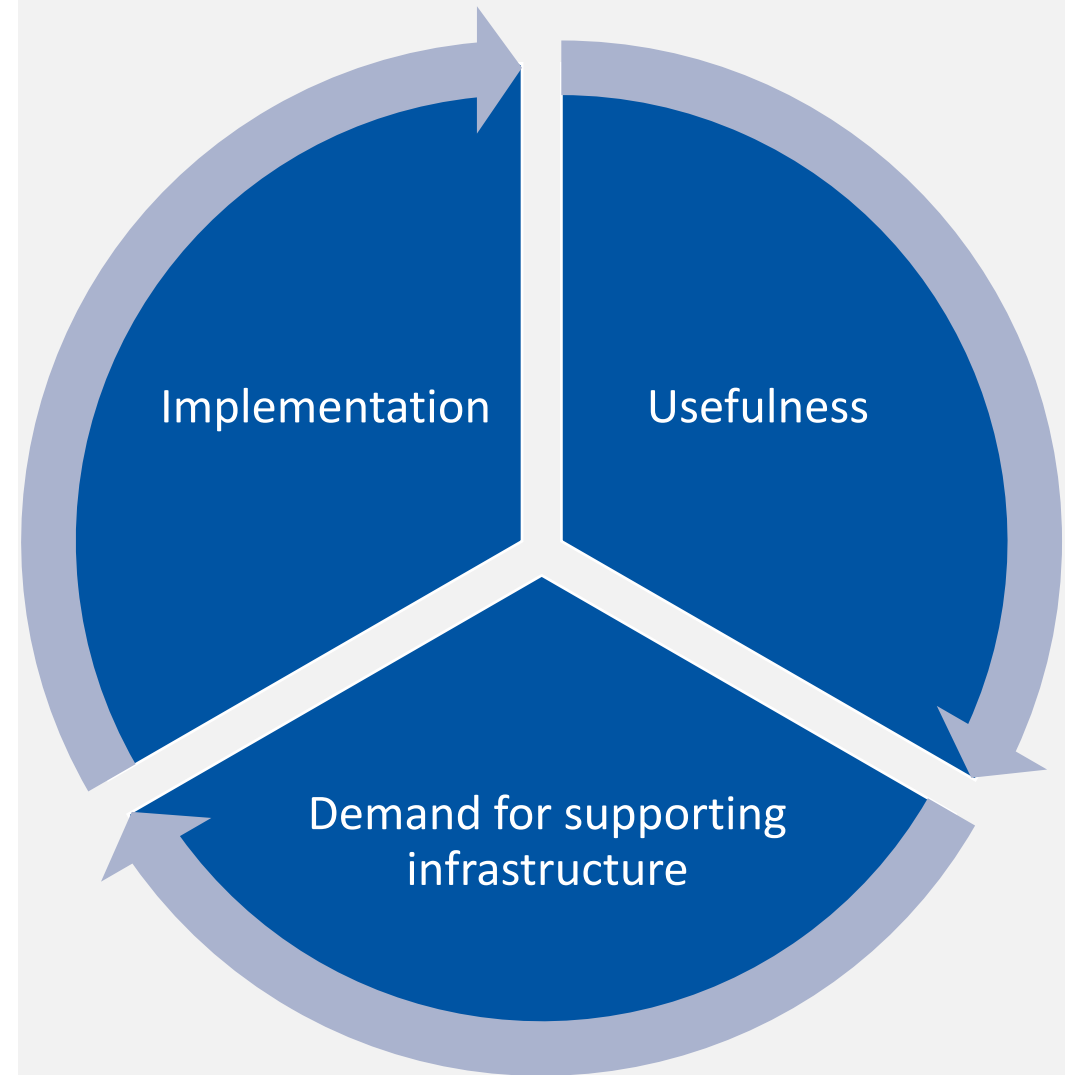 Implementation
Usefulness
Demand for supporting
infrastructure